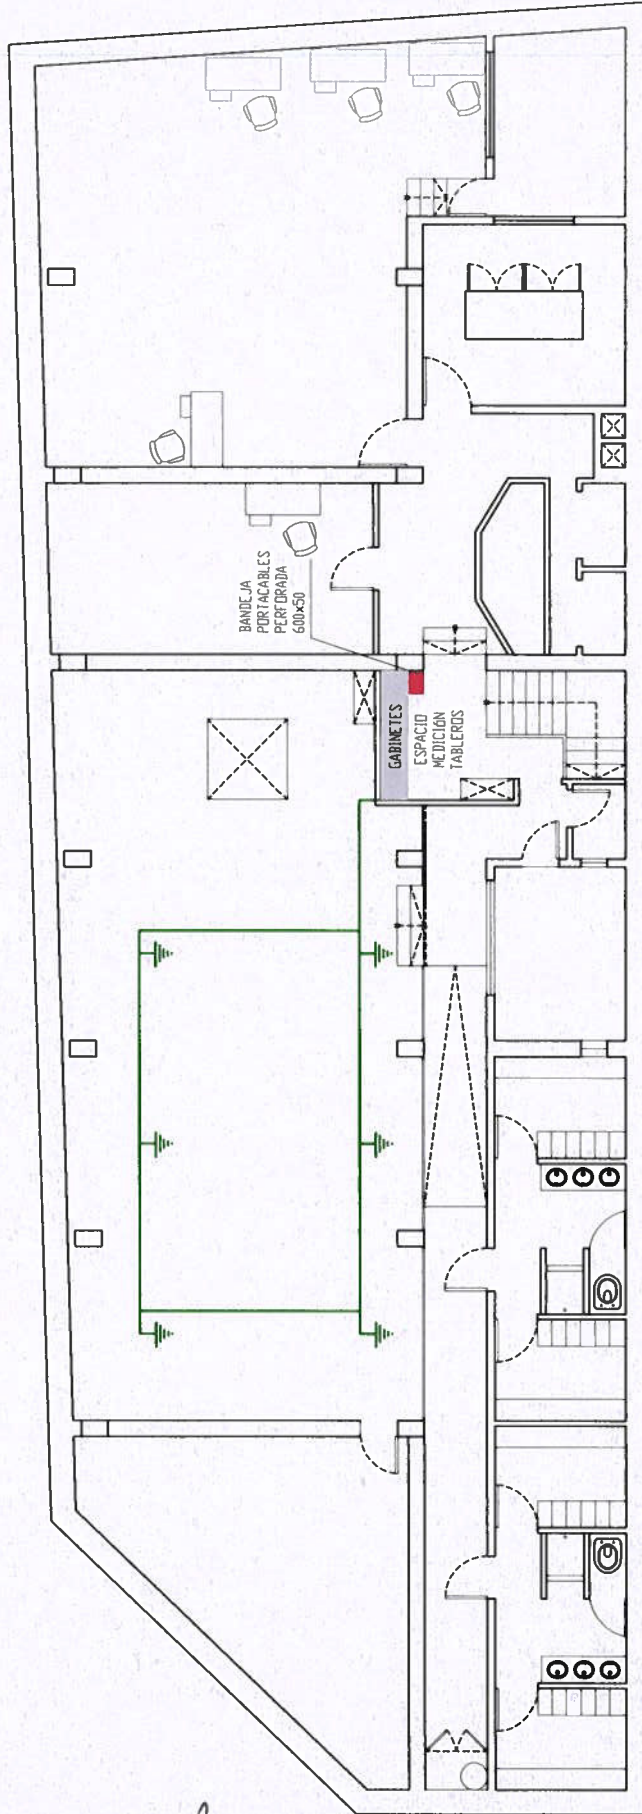 BANDEJA
PORTACABLES
PERFORADA
600x50
GABINETES
ESPACIO
MEDICIÓN
TABLEROS